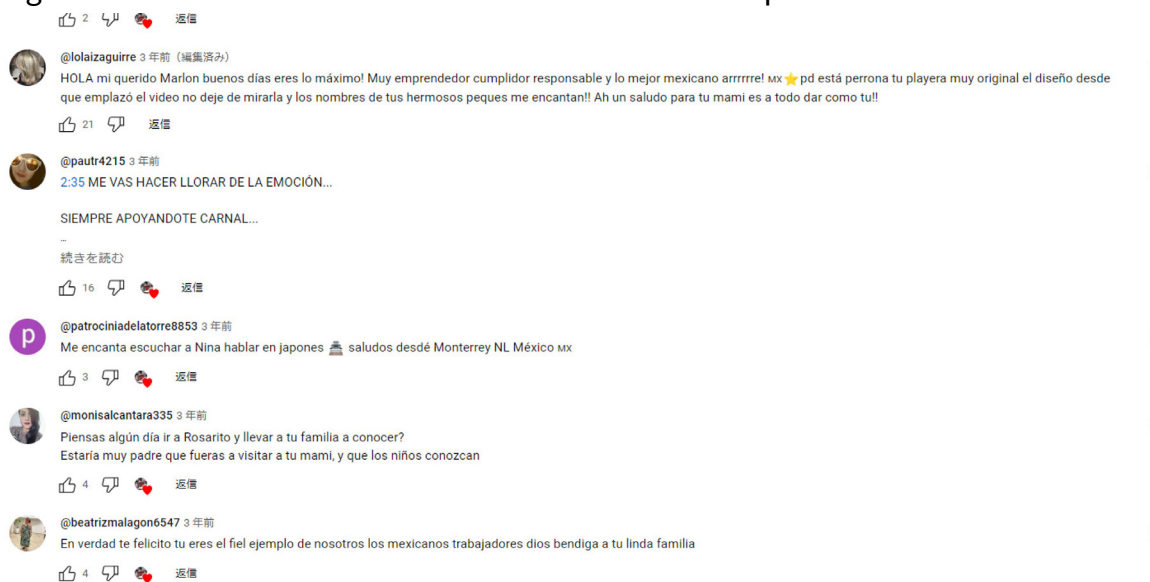 2 返信
@lolaizaguirre 3 年前（編集済み）
HOLA mi querido Marlon buenos días eres lo máximo! Muy emprendedor cumplidor responsable y lo mejor mexicano arrrrrre! MX⭐pd está perrona tu playera muy original el diseño desde
que emplazó el video no deje de mirarla y los nombres de tus hermosos peques me encantan!! Ah un saludo para tu mami es a todo dar como tu!!
21 返信
@pautr4215 3 年前
2:35 ME VAS HACER LLORAR DE LA EMOCIÓN...
SIEMPRE APOYANDOTE CARNAL...
...
続きを読む
16 返信
p
@patrociniadelatorre8853 3 年前
Me encanta escuchar a Nina hablar en japones 🏯 saludos desdé Monterrey NL México MX
3 返信
@monisalcantara335 3 年前
Piensas algún día ir a Rosarito y llevar a tu familia a conocer?
Estaría muy padre que fueras a visitar a tu mami, y que los niños conozcan
4 返信
@beatrizmalagon6547 3 年前
En verdad te felicito tu eres el fiel ejemplo de nosotros los mexicanos trabajadores dios bendiga a tu linda familia
4 返信